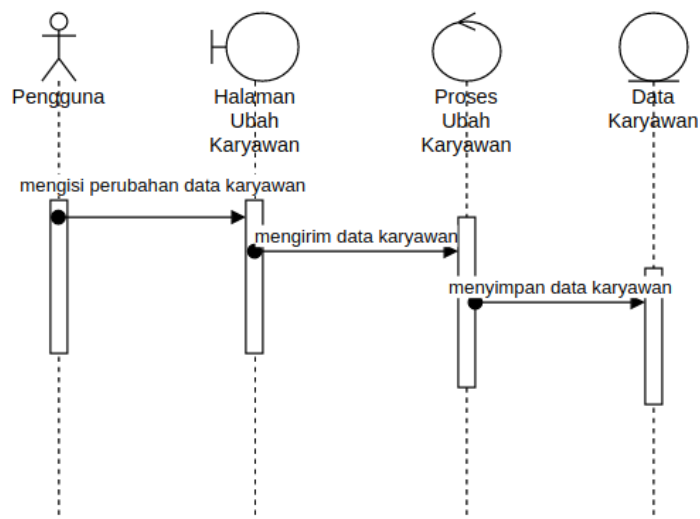 Pengguna
Halaman
Ubah
Karyawan
Proses
Ubah
Karyawan
Data
Karyawan
mengisi perubahan data karyawan
mengirim data karyawan
menyimpan data karyawan